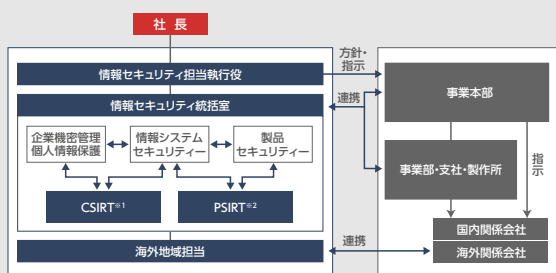 社 長
情報セキュリティ担当執行役
方針・
指示
情報セキュリティ統括室
連携
事業本部
企業機密管理
個人情報保護
情報システム
セキュリティー
製品
セキュリティー
事業部・支社・製作所
指示
CSIRT※1
PSIRT※2
国内関係会社
海外地域担当
連携
海外関係会社